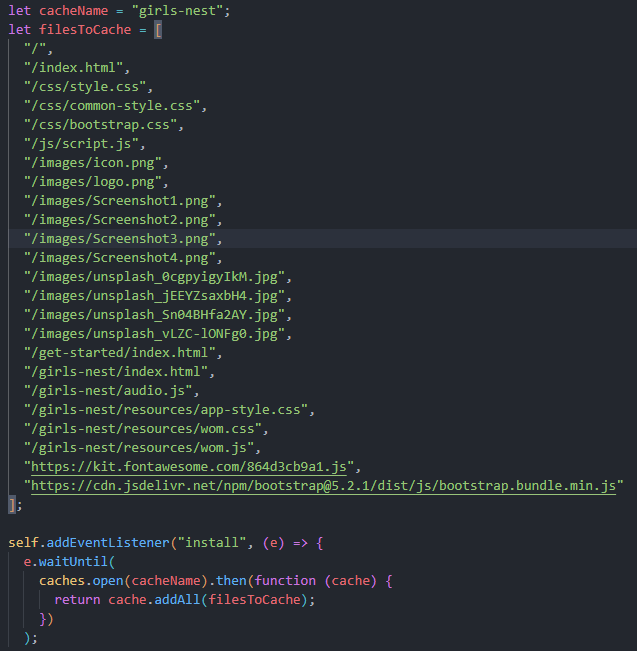 let cacheName = "girls-nest";
let filesToCache = [
"/",
"/index.html",
"/css/style.css",
"/css/common-style.css",
"/css/bootstrap.css",
"/js/script.js",
"/images/icon.png",
"/images/logo.png",
"/images/Screenshot1.png",
"/images/Screenshot2.png",
"/images/Screenshot3.png",
"/images/Screenshot4.png",
"/images/unsplash_0cgpyigyIkM.jpg",
"/images/unsplash_jEEYZsaxbH4.jpg",
"/images/unsplash_Sn04BHfa2AY.jpg",
"/images/unsplash_vLZC-lONFg0.jpg",
"/get-started/index.html",
"/girls-nest/index.html",
"/girls-nest/audio.js",
"/girls-nest/resources/app-style.css",
"/girls-nest/resources/wom.css",
"/girls-nest/resources/wom.js",
"https://kit.fontawesome.com/864d3cb9a1.js",
"https://cdn.jsdelivr.net/npm/bootstrap@5.2.1/dist/js/bootstrap.bundle.min.js"
];
self.addEventListener("install", (e) => {
e.waitUntil(
caches.open(cacheName).then(function (cache) {
return cache.addAll(filesToCache);
})
);